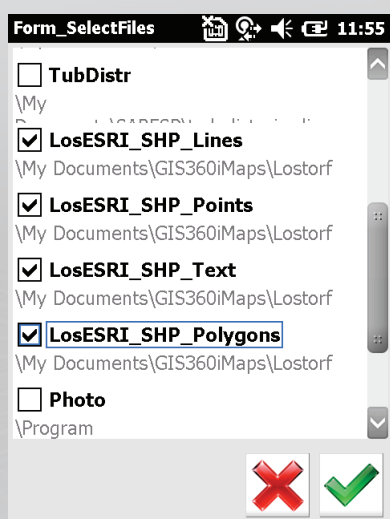 Form_SelectFiles 11:55
TubDistr
\My
LosESRI_SHP_Lines
\My Documents\GIS360iMaps\Lostorf
LosESRI_SHP_Points
\My Documents\GIS360iMaps\Lostorf
LosESRI_SHP_Text
\My Documents\GIS360iMaps\Lostorf
LosESRI_SHP_Polygons
\My Documents\GIS360iMaps\Lostorf
Photo
\Program